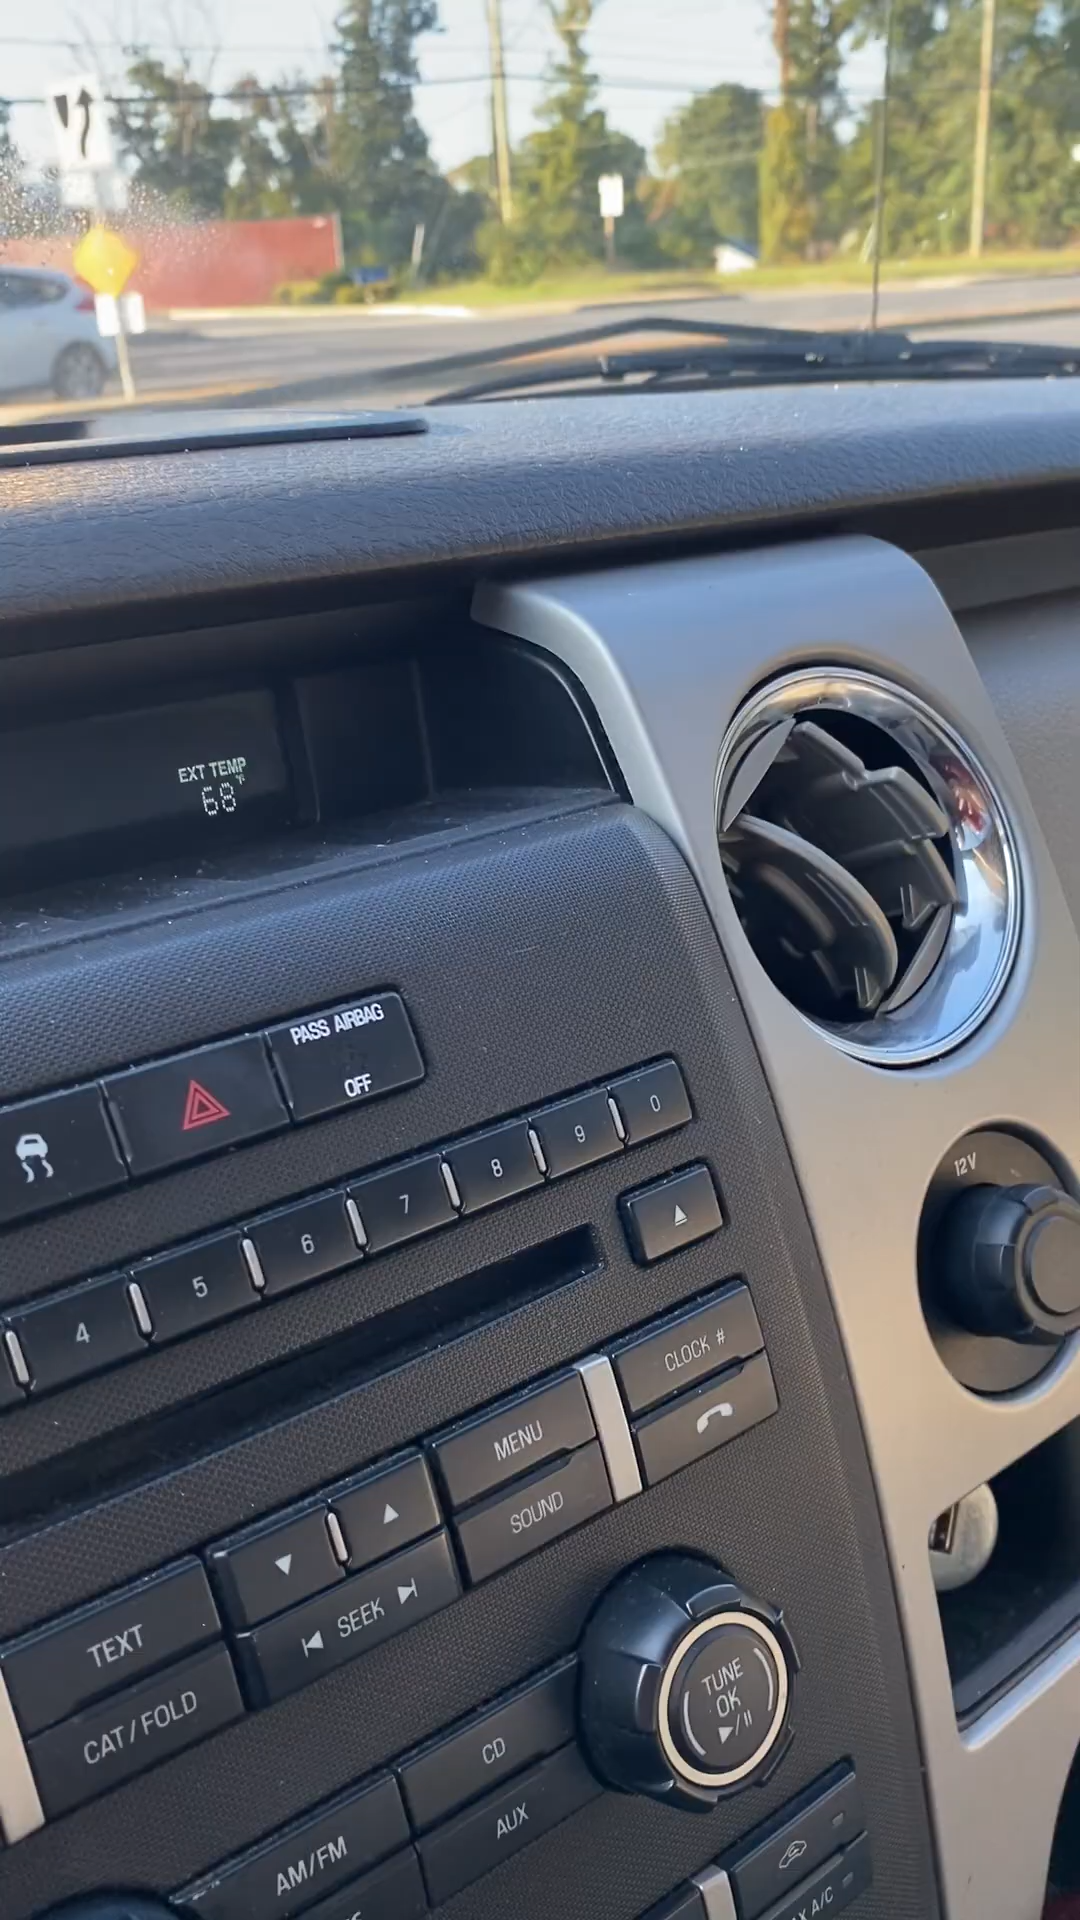 EXT TEMP
68°F
PASS AIRBAG
OFF
4 5 6 7 8 9 0
12V
CLOCK #
MENU
SOUND
SEEK
TEXT
CAT/FOLD
TUNE
OK
CD
AUX
AM/FM
A/C